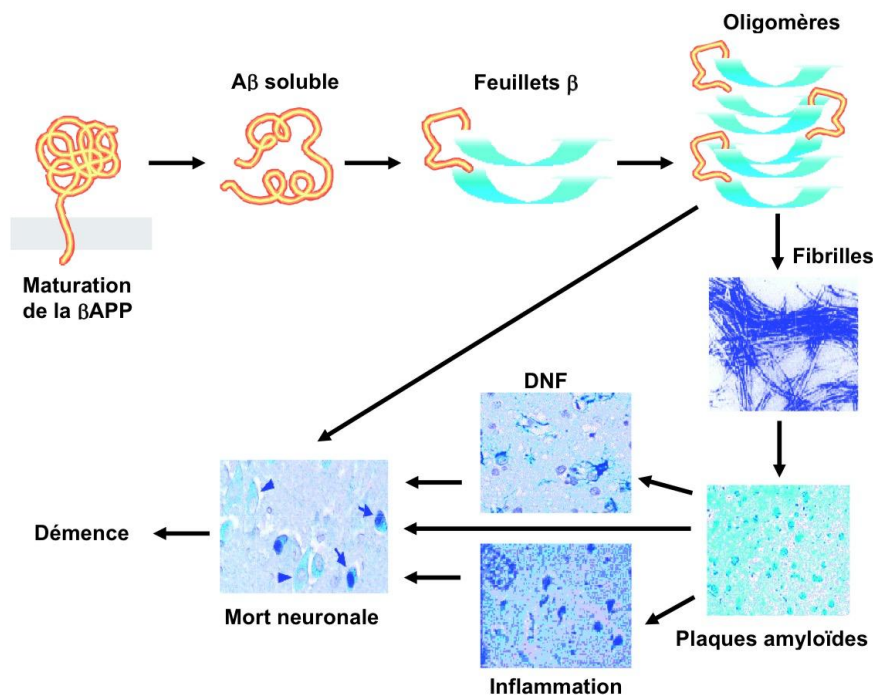 Oligomères
Aβ soluble
Feuillets β
Maturation
de la βAPP
Fibrilles
DNF
Démence
Mort neuronale
Plaques amyloïdes
Inflammation